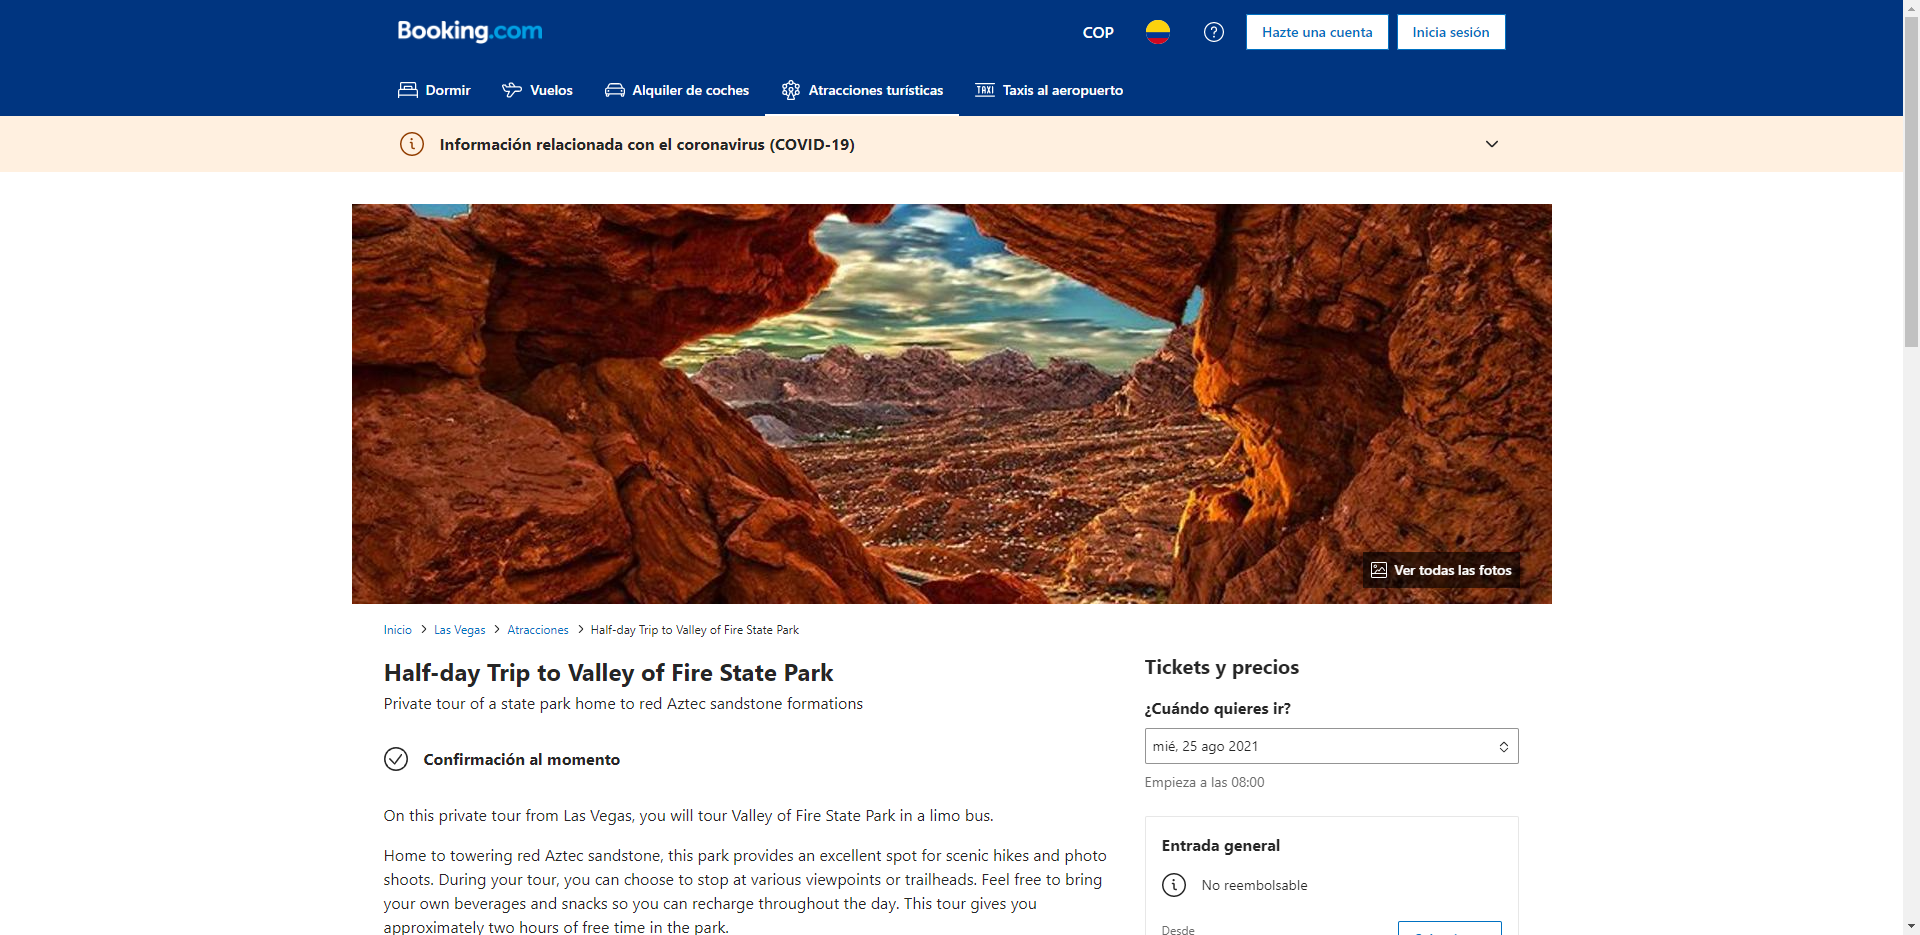 Booking.com
COP
Hazte una cuenta
Inicia sesión
Dormir
Vuelos
Alquiler de coches
Atracciones turísticas
TAXI
Taxis al aeropuerto
Información relacionada con el coronavirus (COVID-19)
Ver todas las fotos
Inicio > Las Vegas > Atracciones > Half-day Trip to Valley of Fire State Park
Half-day Trip to Valley of Fire State Park
Private tour of a state park home to red Aztec sandstone formations
Confirmación al momento
On this private tour from Las Vegas, you will tour Valley of Fire State Park in a limo bus.
Home to towering red Aztec sandstone, this park provides an excellent spot for scenic hikes and photo
shoots. During your tour, you can choose to stop at various viewpoints or trailheads. Feel free to bring
your own beverages and snacks so you can recharge throughout the day. This tour gives you
approximately two hours of free time in the park.
Tickets y precios
¿Cuándo quieres ir?
mié, 25 ago 2021
Empieza a las 08:00
Entrada general
No reembolsable
Desde